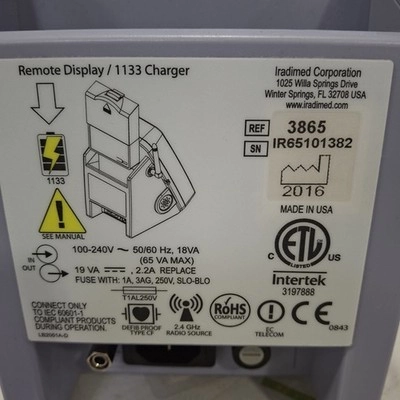 Remote Display / 1133 Charger
Iradimed Corporation
1025 Willa Springs Drive
Winter Springs, FL 32708 USA
www.iradimed.com
REF 3865
SN IR65101382
1133
2016
SEE MANUAL
MADE IN USA
IN
OUT
100-240V ~ 50/60 Hz, 18VA
(65 VA MAX)
19 VA ⎓, 2.2A REPLACE
FUSE WITH: 1A, 3AG, 250V, SLO-BLO
C ETL US
LISTED
Intertek
3197888
T1AL250V
CONNECT ONLY
TO IEC 60601-1
COMPLIANT PRODUCTS
DURING OPERATION.
DEFIB PROOF
TYPE CF
2.4 GHz
RADIO SOURCE
RoHS
COMPLIANT
EC
TELECOM
CE 0843